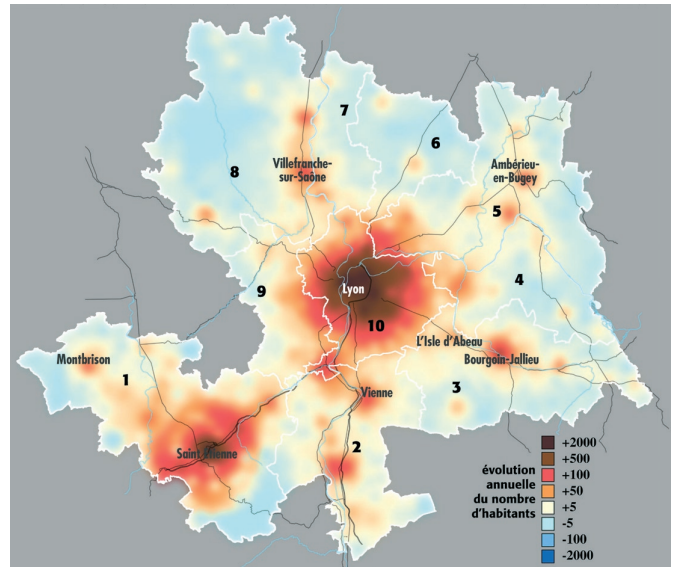 7
6
Villefranche-
sur-Saône
8
Ambérieu-
en-Bugey
5
4
9
Lyon
10
L'Isle d'Abeau
Bourgoin-Jallieu
Montbrison
1
3
Vienne
2
Saint Etienne
évolution
annuelle
du nombre
d'habitants
+2000
+500
+100
+50
+5
-5
-100
-2000